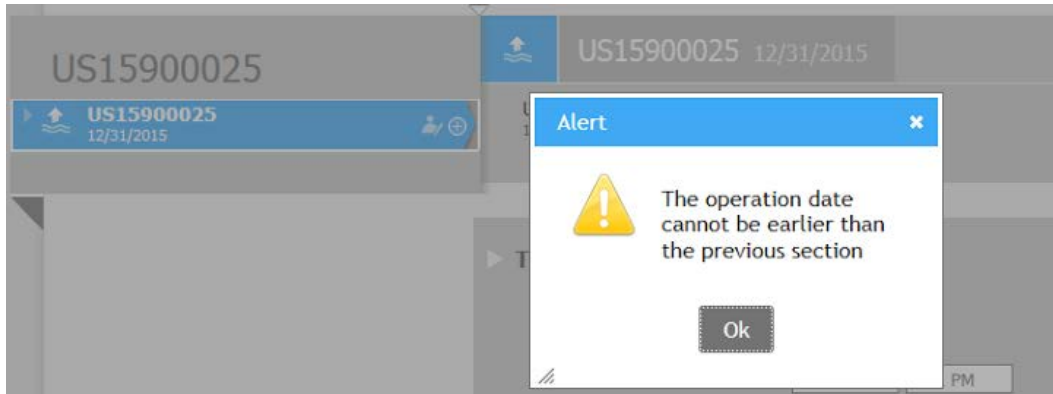 US15900025
US15900025
12/31/2015
US15900025 12/31/2015
Alert
The operation date
cannot be earlier than
the previous section
Ok
T
PM